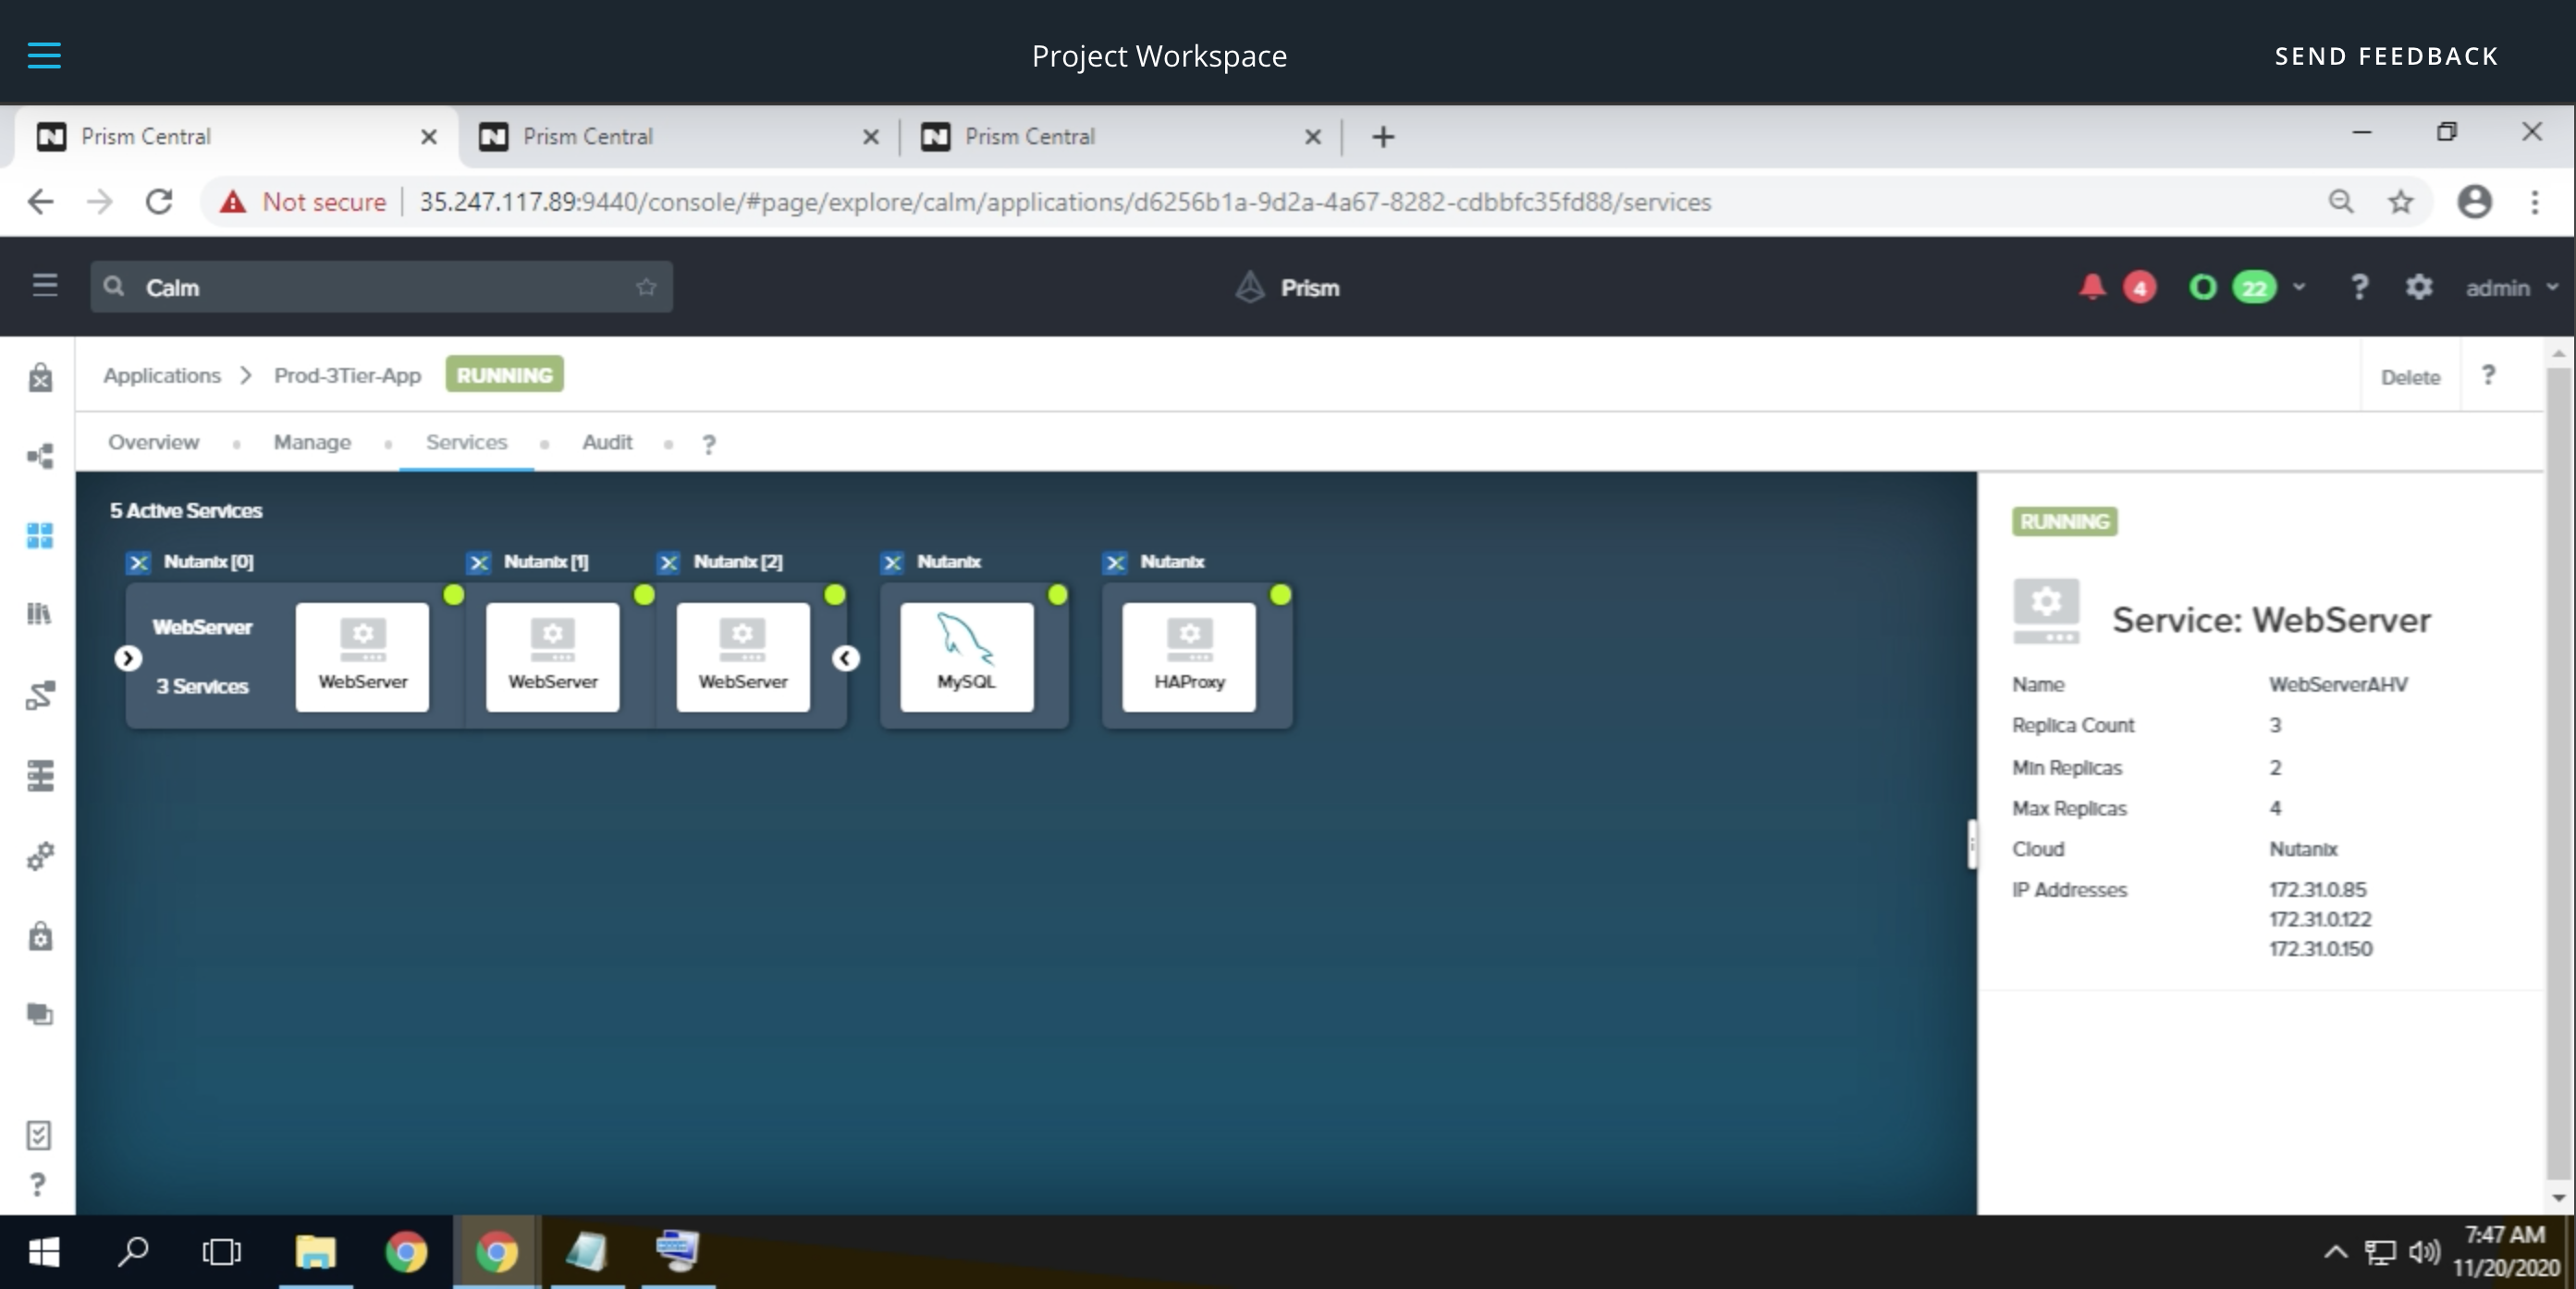 Project Workspace
SEND FEEDBACK
Prism Central
Prism Central
Prism Central
Not secure
35.247.117.89:9440/console/#page/explore/calm/applications/d6256b1a-9d2a-4a67-8282-cdbbfc35fd88/services
Calm
Prism
4
22
?
admin
Applications
Prod-3Tier-App
RUNNING
Delete
?
Overview
Manage
Services
Audit
?
5 Active Services
Nutanix [0]
Nutanix [1]
Nutanix [2]
Nutanix
Nutanix
WebServer
3 Services
WebServer
WebServer
WebServer
MySQL
HAProxy
RUNNING
Service: WebServer
Name WebServerAHV
Replica Count 3
Min Replicas 2
Max Replicas 4
Cloud Nutanix
IP Addresses 172.31.0.85
172.31.0.122
172.31.0.150
?
7:47 AM
11/20/2020